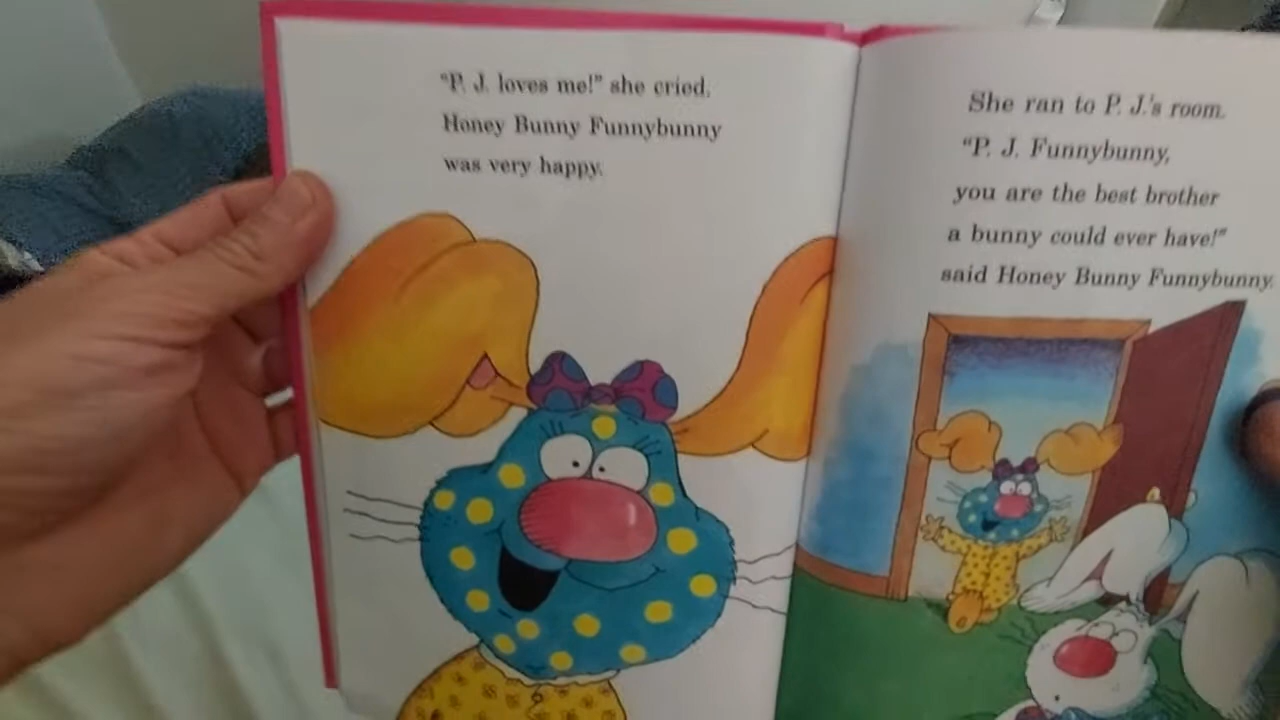 "P. J. loves me!" she cried.
Honey Bunny Funnybunny
was very happy.
She ran to P. J.'s room.
"P. J. Funnybunny,
you are the best brother
a bunny could ever have!"
said Honey Bunny Funnybunny.